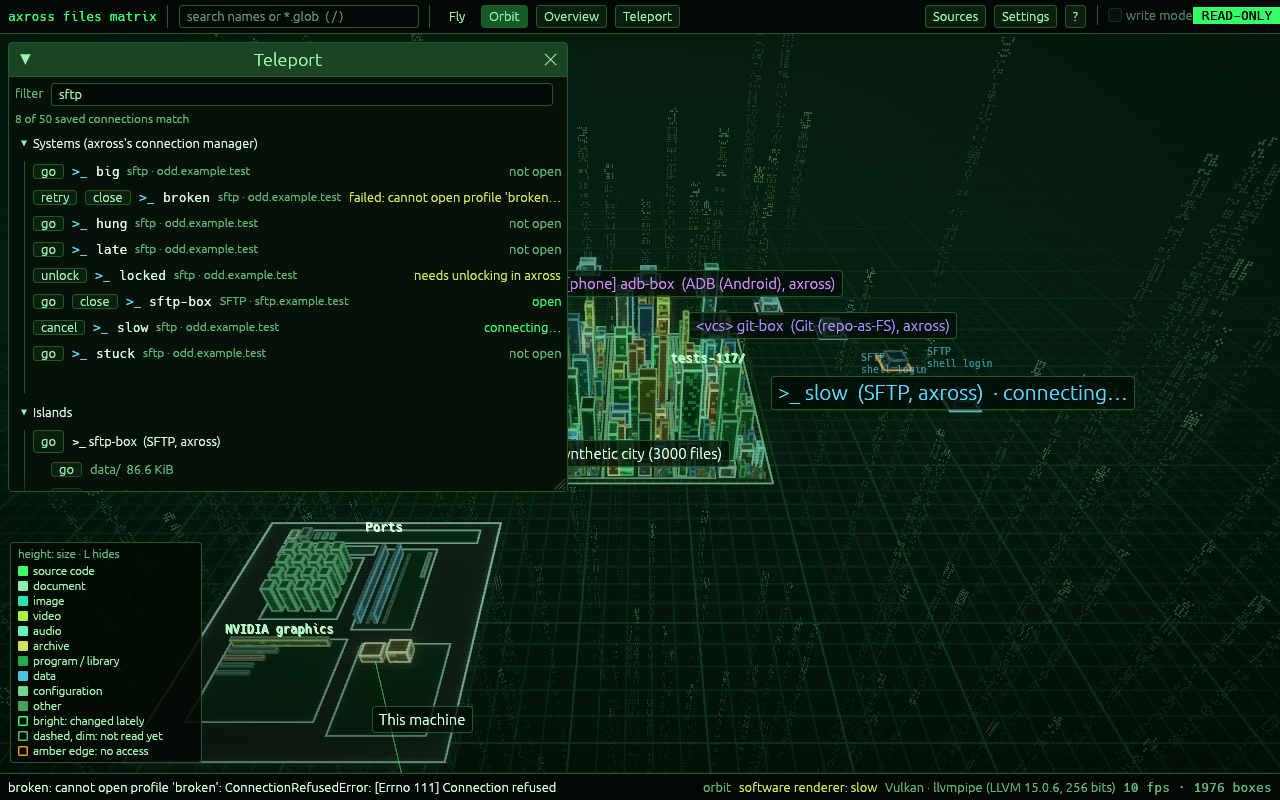 axross files matrix
search names or *.glob (/)
Fly Orbit Overview Teleport
Sources Settings ? write mode READ-ONLY
▼ Teleport
filter sftp
8 of 50 saved connections match
▼ Systems (axross's connection manager)
go >_ big sftp · odd.example.test not open
retry close >_ broken sftp · odd.example.test failed: cannot open profile 'broken…
go >_ hung sftp · odd.example.test not open
go >_ late sftp · odd.example.test not open
unlock >_ locked sftp · odd.example.test needs unlocking in axross
go close >_ sftp-box SFTP · sftp.example.test open
cancel >_ slow sftp · odd.example.test connecting…
go >_ stuck sftp · odd.example.test not open
▼ Islands
go >_ sftp-box (SFTP, axross)
go data/ 86.6 KiB
[phone] adb-box (ADB (Android), axross)
<vcs> git-box (Git (repo-as-FS), axross)
tests-117/
SFTP
shell login
SFTP
shell login
>_ slow (SFTP, axross) · connecting…
ynthetic city (3000 files)
Ports
NVIDIA graphics
This machine
height: size · L hides
source code
document
image
video
audio
archive
program / library
data
configuration
other
bright: changed lately
dashed, dim: not read yet
amber edge: no access
broken: cannot open profile 'broken': ConnectionRefusedError: [Errno 111] Connection refused
orbit software renderer: slow Vulkan · llvmpipe (LLVM 15.0.6, 256 bits) 10 fps · 1976 boxes